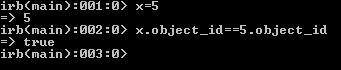 irb(main):001:0> x=5
=> 5
irb(main):002:0> x.object_id==5.object_id
=> true
irb(main):003:0>